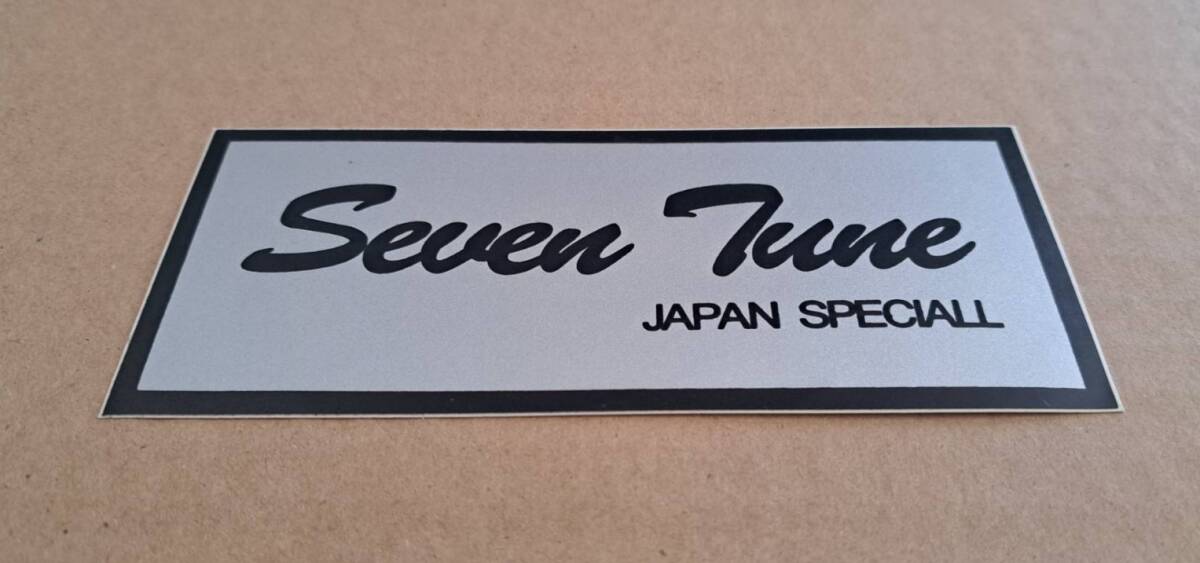 Seven Tune
JAPAN SPECIALL